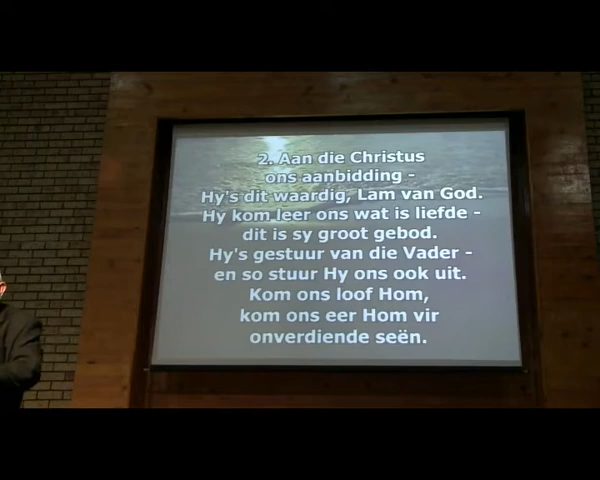 2. Aan die Christus
ons aanbidding -
Hy's dit waardig, Lam van God.
Hy kom leer ons wat is liefde -
dit is sy groot gebod.
Hy's gestuur van die Vader -
en so stuur Hy ons ook uit.
Kom ons loof Hom,
kom ons eer Hom vir
onverdiende seën.